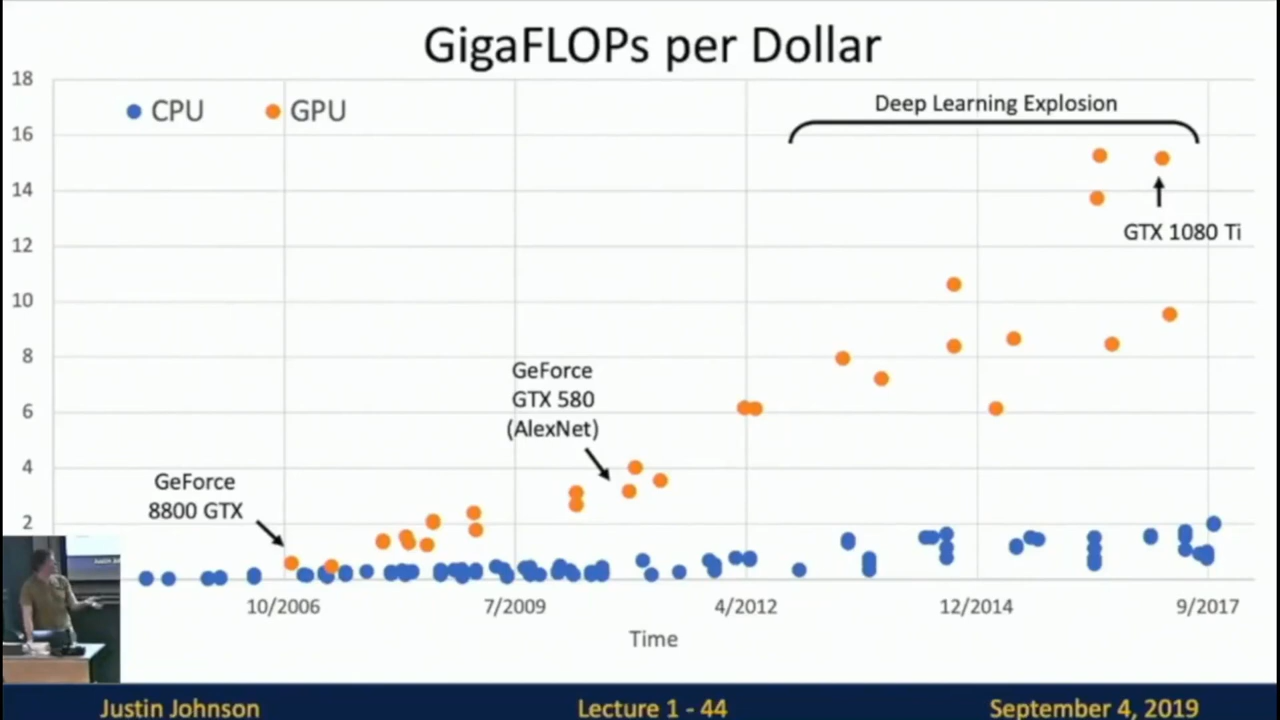 GigaFLOPs per Dollar
18
CPU
GPU
Deep Learning Explosion
16
14
GTX 1080 Ti
12
10
8
GeForce
GTX 580
(AlexNet)
6
4
GeForce
8800 GTX
2
10/2006
7/2009
4/2012
12/2014
9/2017
Time
Justin Johnson
Lecture 1 - 44
September 4, 2019